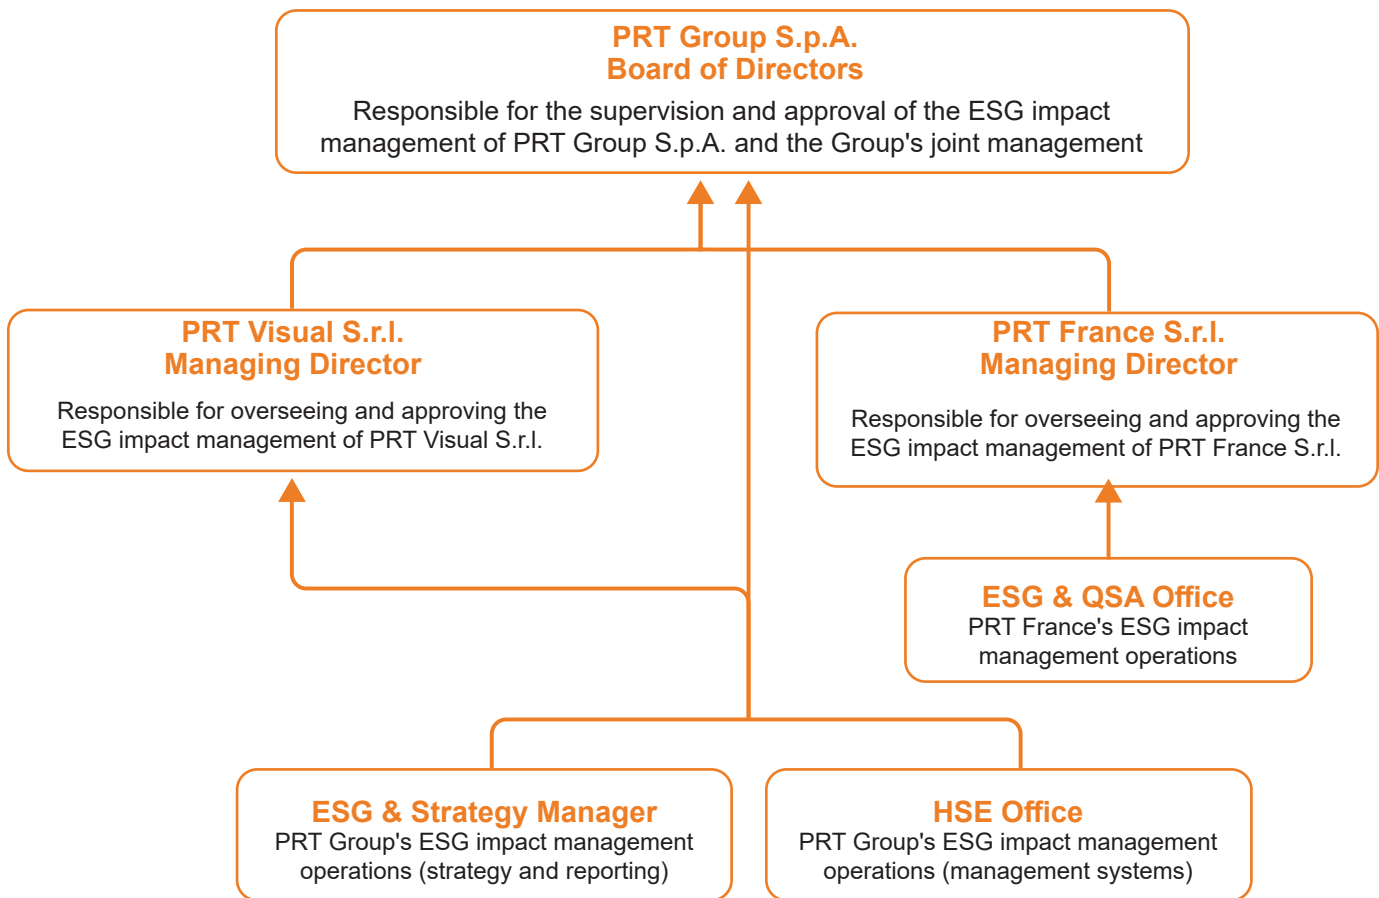 PRT Group S.p.A.
Board of Directors
Responsible for the supervision and approval of the ESG impact
management of PRT Group S.p.A. and the Group's joint management
PRT Visual S.r.l.
Managing Director
Responsible for overseeing and approving the
ESG impact management of PRT Visual S.r.l.
PRT France S.r.l.
Managing Director
Responsible for overseeing and approving the
ESG impact management of PRT France S.r.l.
ESG & QSA Office
PRT France's ESG impact
management operations
ESG & Strategy Manager
PRT Group's ESG impact management
operations (strategy and reporting)
HSE Office
PRT Group's ESG impact management
operations (management systems)